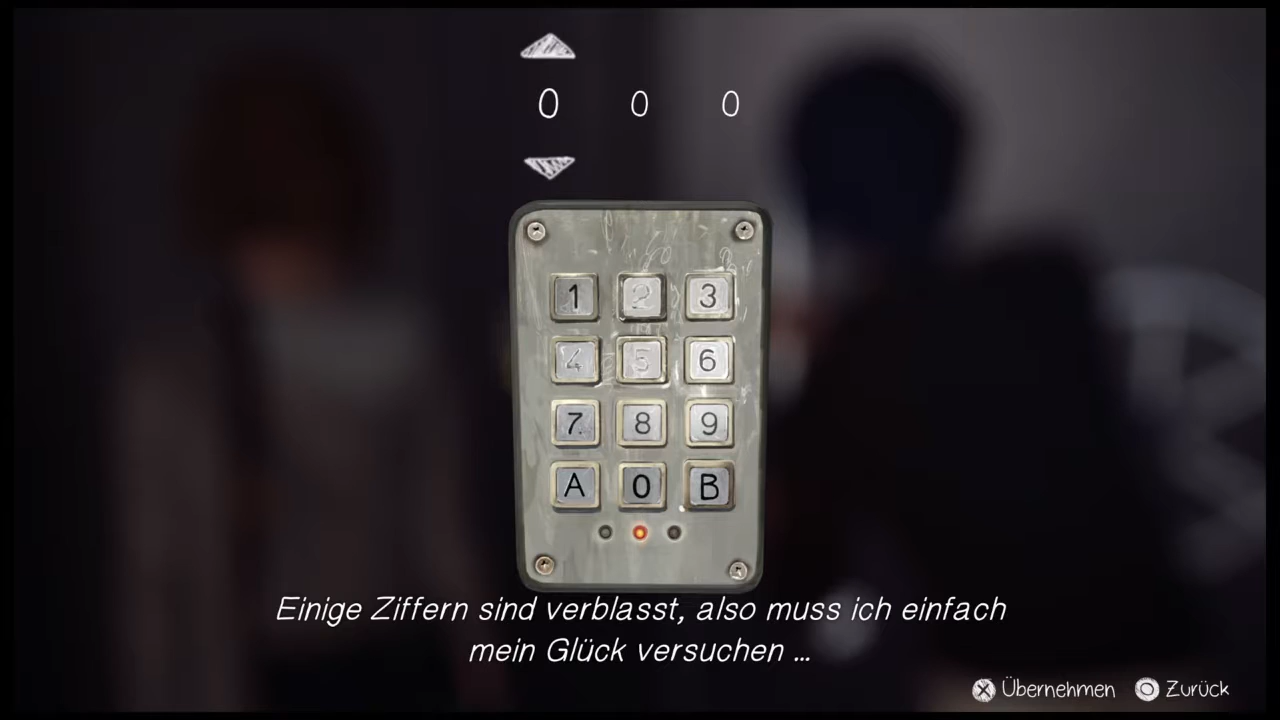 0 0 0
1 2 3
4 5 6
7 8 9
A 0 B
Einige Ziffern sind verblasst, also muss ich einfach
mein Glück versuchen ...
X Übernehmen O Zurück